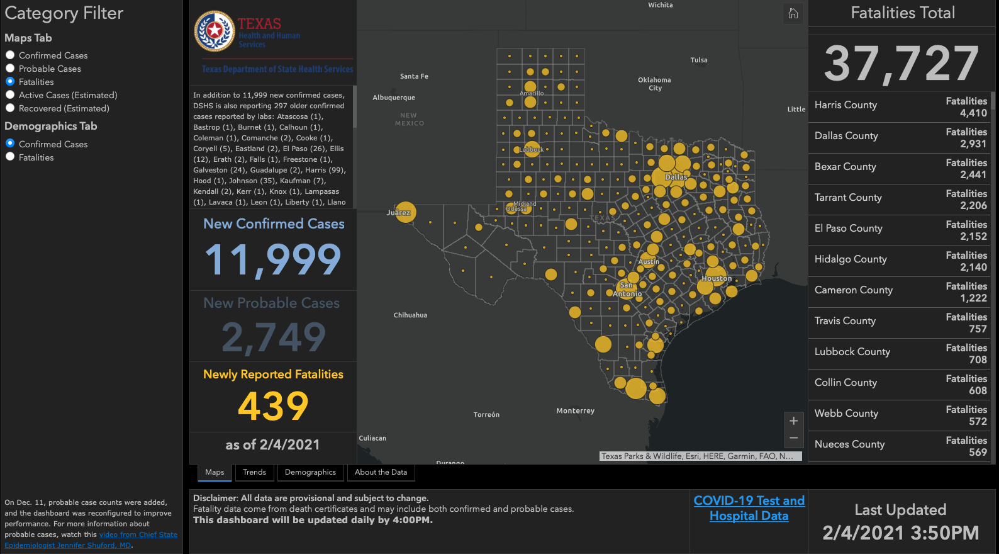 Category Filter
Maps Tab
Confirmed Cases
Probable Cases
Fatalities
Active Cases (Estimated)
Recovered (Estimated)
Demographics Tab
Confirmed Cases
Fatalities
On Dec. 11, probable case counts were added,
and the dashboard was reconfigured to improve
performance. For more information about
probable cases, watch this video from Chief State
Epidemiologist Jennifer Shuford, MD.
TEXAS
Health and Human
Services
Texas Department of State Health Services
In addition to 11,999 new confirmed cases,
DSHS is also reporting 297 older confirmed
cases reported by labs: Atascosa (1),
Bastrop (1), Burnet (1), Calhoun (1),
Coleman (1), Comanche (2), Cooke (1),
Coryell (5), Eastland (2), El Paso (26), Ellis
(12), Erath (2), Falls (1), Freestone (1),
Galveston (24), Guadalupe (2), Harris (99),
Hood (1), Johnson (35), Kaufman (7),
Kendall (2), Kerr (1), Knox (1), Lampasas
(1), Lavaca (1), Leon (1), Liberty (1), Llano
New Confirmed Cases
11,999
New Probable Cases
2,749
Newly Reported Fatalities
439
as of 2/4/2021
Wichita
Tulsa
Santa Fe
Oklahoma
City
Albuquerque
Amarillo
Little
NEW
MEXICO
Lubbock
Dallas
Midland
Odessa
Juárez
TEXAS
Austin
Houston
San
Antonio
Chihuahua
Monterrey
Torreón
Culiacan
Durango
+
−
Texas Parks & Wildlife, Esri, HERE, Garmin, FAO, N...
Maps
Trends
Demographics
About the Data
Fatalities Total
37,727
Harris County Fatalities
4,410
Dallas County Fatalities
2,931
Bexar County Fatalities
2,441
Tarrant County Fatalities
2,206
El Paso County Fatalities
2,152
Hidalgo County Fatalities
2,140
Cameron County Fatalities
1,222
Travis County Fatalities
757
Lubbock County Fatalities
708
Collin County Fatalities
608
Webb County Fatalities
572
Nueces County Fatalities
569
Disclaimer: All data are provisional and subject to change.
Fatality data come from death certificates and may include both confirmed and probable cases.
This dashboard will be updated daily by 4:00PM.
COVID-19 Test and
Hospital Data
Last Updated
2/4/2021 3:50PM